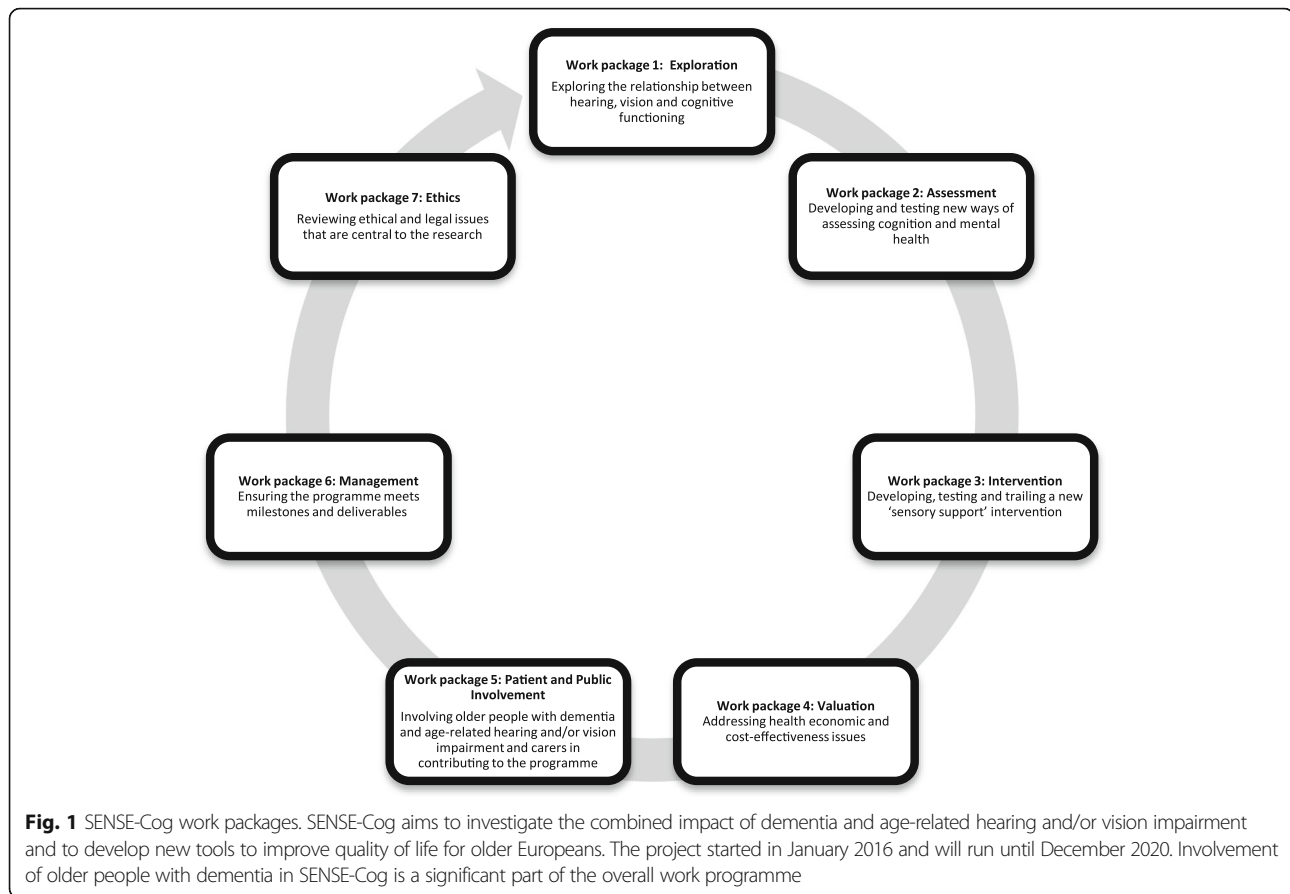 Work package 1: Exploration
Exploring the relationship between
hearing, vision and cognitive
functioning
Work package 2: Assessment
Developing and testing new ways of
assessing cognition and mental
health
Work package 3: Intervention
Developing, testing and trailing a new
‘sensory support’ intervention
Work package 4: Valuation
Addressing health economic and
cost-effectiveness issues
Work package 5: Patient and Public
Involvement
Involving older people with dementia
and age-related hearing and/or vision
impairment and carers in
contributing to the programme
Work package 6: Management
Ensuring the programme meets
milestones and deliverables
Work package 7: Ethics
Reviewing ethical and legal issues
that are central to the research
Fig. 1 SENSE-Cog work packages. SENSE-Cog aims to investigate the combined impact of dementia and age-related hearing and/or vision impairment
and to develop new tools to improve quality of life for older Europeans. The project started in January 2016 and will run until December 2020. Involvement
of older people with dementia in SENSE-Cog is a significant part of the overall work programme